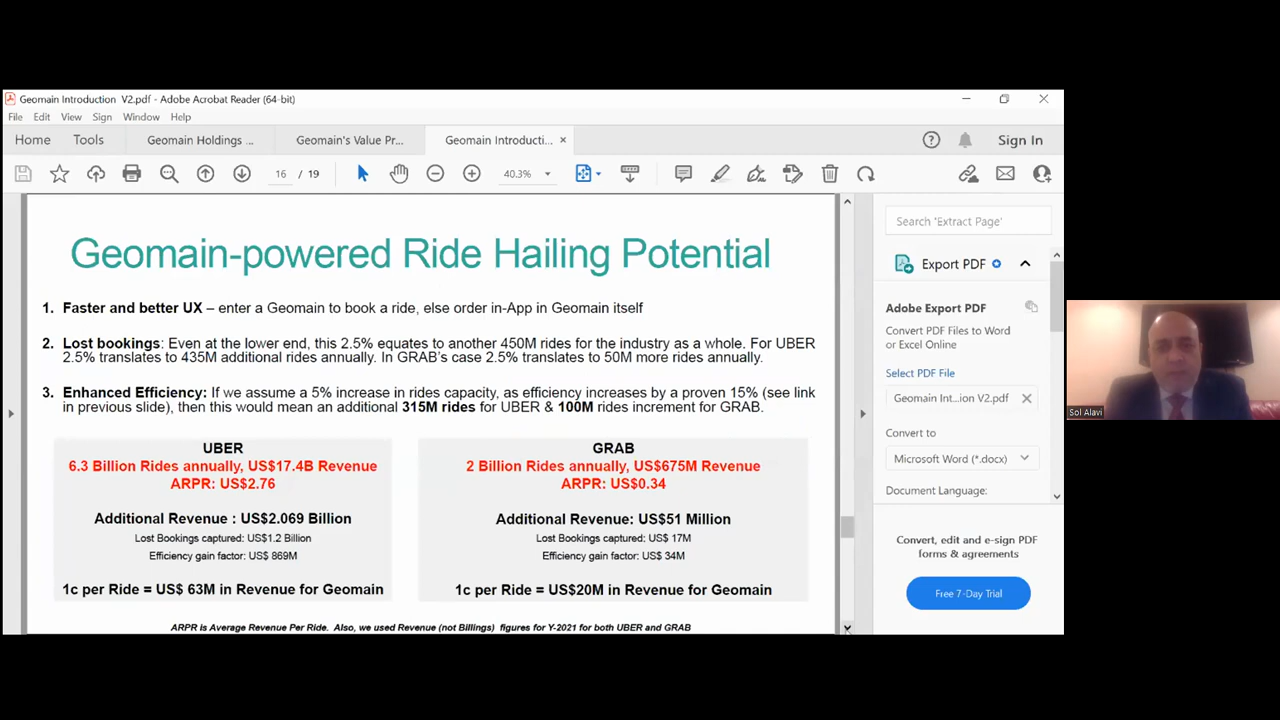 Geomain Introduction V2.pdf - Adobe Acrobat Reader (64-bit)
File Edit View Sign Window Help
Home Tools Geomain Holdings ... Geomain's Value Pr... Geomain Introducti... × Sign In
16 / 19 40.3%
Geomain-powered Ride Hailing Potential
1. Faster and better UX – enter a Geomain to book a ride, else order in-App in Geomain itself
2. Lost bookings: Even at the lower end, this 2.5% equates to another 450M rides for the industry as a whole. For UBER
2.5% translates to 435M additional rides annually. In GRAB's case 2.5% translates to 50M more rides annually.
3. Enhanced Efficiency: If we assume a 5% increase in rides capacity, as efficiency increases by a proven 15% (see link
in previous slide), then this would mean an additional 315M rides for UBER & 100M rides increment for GRAB.
UBER
6.3 Billion Rides annually, US$17.4B Revenue
ARPR: US$2.76
Additional Revenue : US$2.069 Billion
Lost Bookings captured: US$1.2 Billion
Efficiency gain factor: US$ 869M
1c per Ride = US$ 63M in Revenue for Geomain
GRAB
2 Billion Rides annually, US$675M Revenue
ARPR: US$0.34
Additional Revenue: US$51 Million
Lost Bookings captured: US$ 17M
Efficiency gain factor: US$ 34M
1c per Ride = US$20M in Revenue for Geomain
ARPR is Average Revenue Per Ride. Also, we used Revenue (not Billings) figures for Y-2021 for both UBER and GRAB
Search 'Extract Page'
Export PDF
Adobe Export PDF
Convert PDF Files to Word
or Excel Online
Select PDF File
Geomain Int...ion V2.pdf
Convert to
Microsoft Word (*.docx)
Document Language:
Convert, edit and e-sign PDF
forms & agreements
Free 7-Day Trial
Sol Alavi